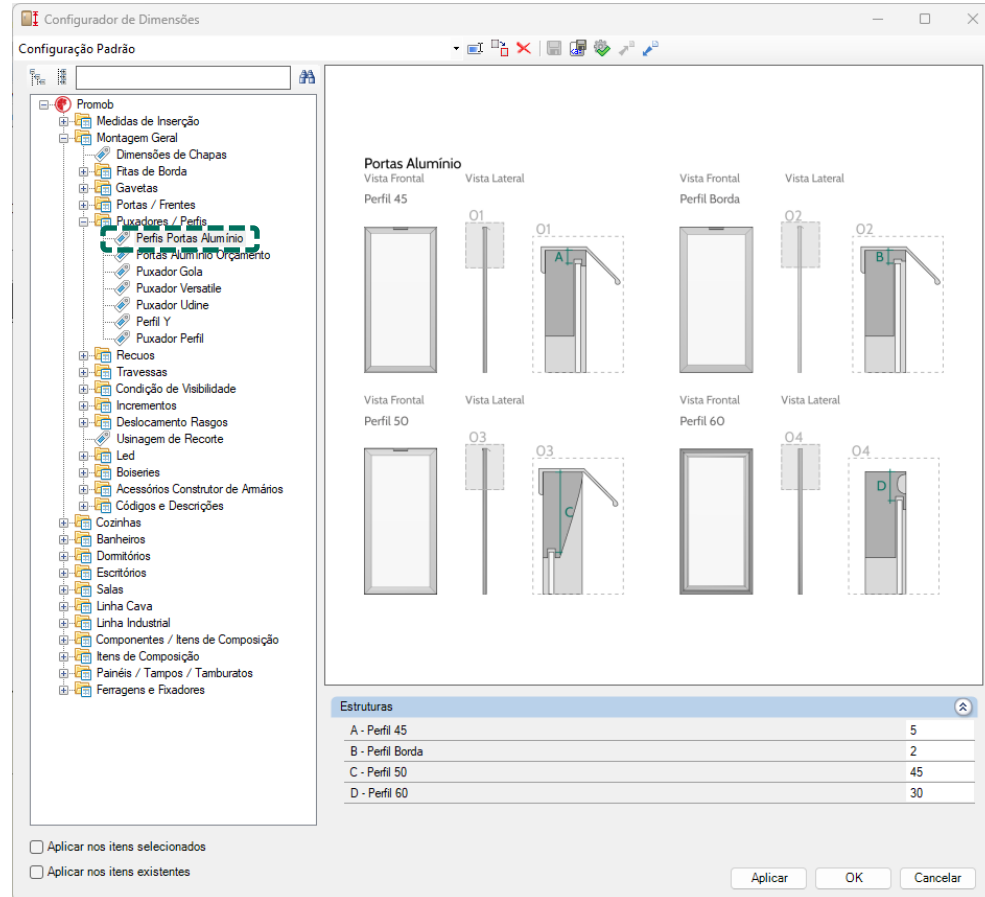 Configurador de Dimensões
Configuração Padrão
Promob
Medidas de Inserção
Montagem Geral
Dimensões de Chapas
Fitas de Borda
Gavetas
Portas / Frentes
Puxadores / Perfis
Perfis Portas Alumínio
Portas Alumínio Orçamento
Puxador Gola
Puxador Versatile
Puxador Udine
Perfil Y
Puxador Perfil
Recuos
Travessas
Condição de Visibilidade
Incrementos
Deslocamento Rasgos
Usinagem de Recorte
Led
Boiseries
Acessórios Construtor de Armários
Códigos e Descrições
Cozinhas
Banheiros
Dormitórios
Escritórios
Salas
Linha Cava
Linha Industrial
Componentes / Itens de Composição
Itens de Composição
Painéis / Tampos / Tamburatos
Ferragens e Fixadores
Aplicar nos itens selecionados
Aplicar nos itens existentes
Portas Alumínio
Vista Frontal Vista Lateral Vista Frontal Vista Lateral
Perfil 45 Perfil Borda
01 01 02 02
A B
Vista Frontal Vista Lateral Vista Frontal Vista Lateral
Perfil 50 Perfil 60
03 03 04 04
C D
Estruturas
A - Perfil 45 5
B - Perfil Borda 2
C - Perfil 50 45
D - Perfil 60 30
Aplicar OK Cancelar